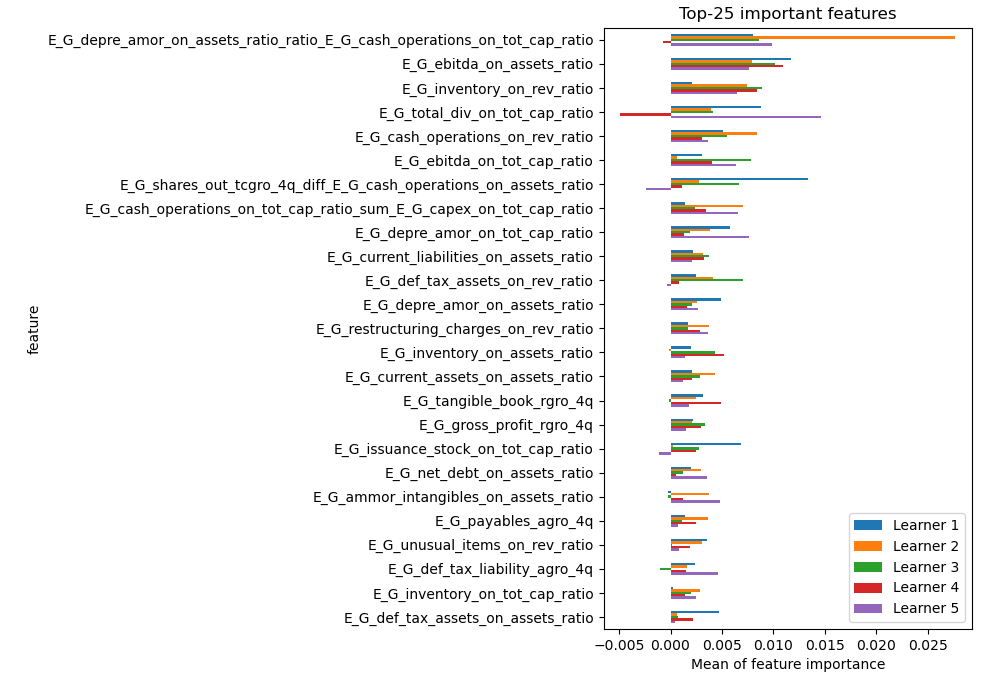 Top-25 important features
E_G_depre_amor_on_assets_ratio_ratio_E_G_cash_operations_on_tot_cap_ratio
E_G_ebitda_on_assets_ratio
E_G_inventory_on_rev_ratio
E_G_total_div_on_tot_cap_ratio
E_G_cash_operations_on_rev_ratio
E_G_ebitda_on_tot_cap_ratio
E_G_shares_out_tcgro_4q_diff_E_G_cash_operations_on_assets_ratio
E_G_cash_operations_on_tot_cap_ratio_sum_E_G_capex_on_tot_cap_ratio
E_G_depre_amor_on_tot_cap_ratio
E_G_current_liabilities_on_assets_ratio
E_G_def_tax_assets_on_rev_ratio
E_G_depre_amor_on_assets_ratio
E_G_restructuring_charges_on_rev_ratio
E_G_inventory_on_assets_ratio
E_G_current_assets_on_assets_ratio
E_G_tangible_book_rgro_4q
E_G_gross_profit_rgro_4q
E_G_issuance_stock_on_tot_cap_ratio
E_G_net_debt_on_assets_ratio
E_G_ammor_intangibles_on_assets_ratio
E_G_payables_agro_4q
E_G_unusual_items_on_rev_ratio
E_G_def_tax_liability_agro_4q
E_G_inventory_on_tot_cap_ratio
E_G_def_tax_assets_on_assets_ratio
feature
Learner 1
Learner 2
Learner 3
Learner 4
Learner 5
−0.005 0.000 0.005 0.010 0.015 0.020 0.025
Mean of feature importance